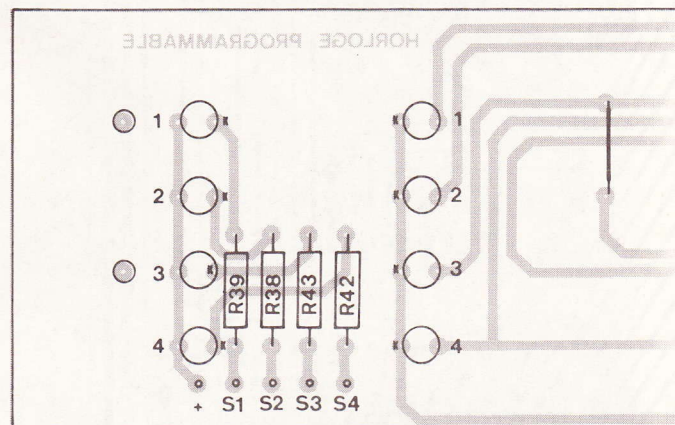 HORLOGE PROGRAMMABLE
1 K K 1
2 K K 2
3 K K 3
4 K K 4
R39 R38 R43 R42
+ S1 S2 S3 S4